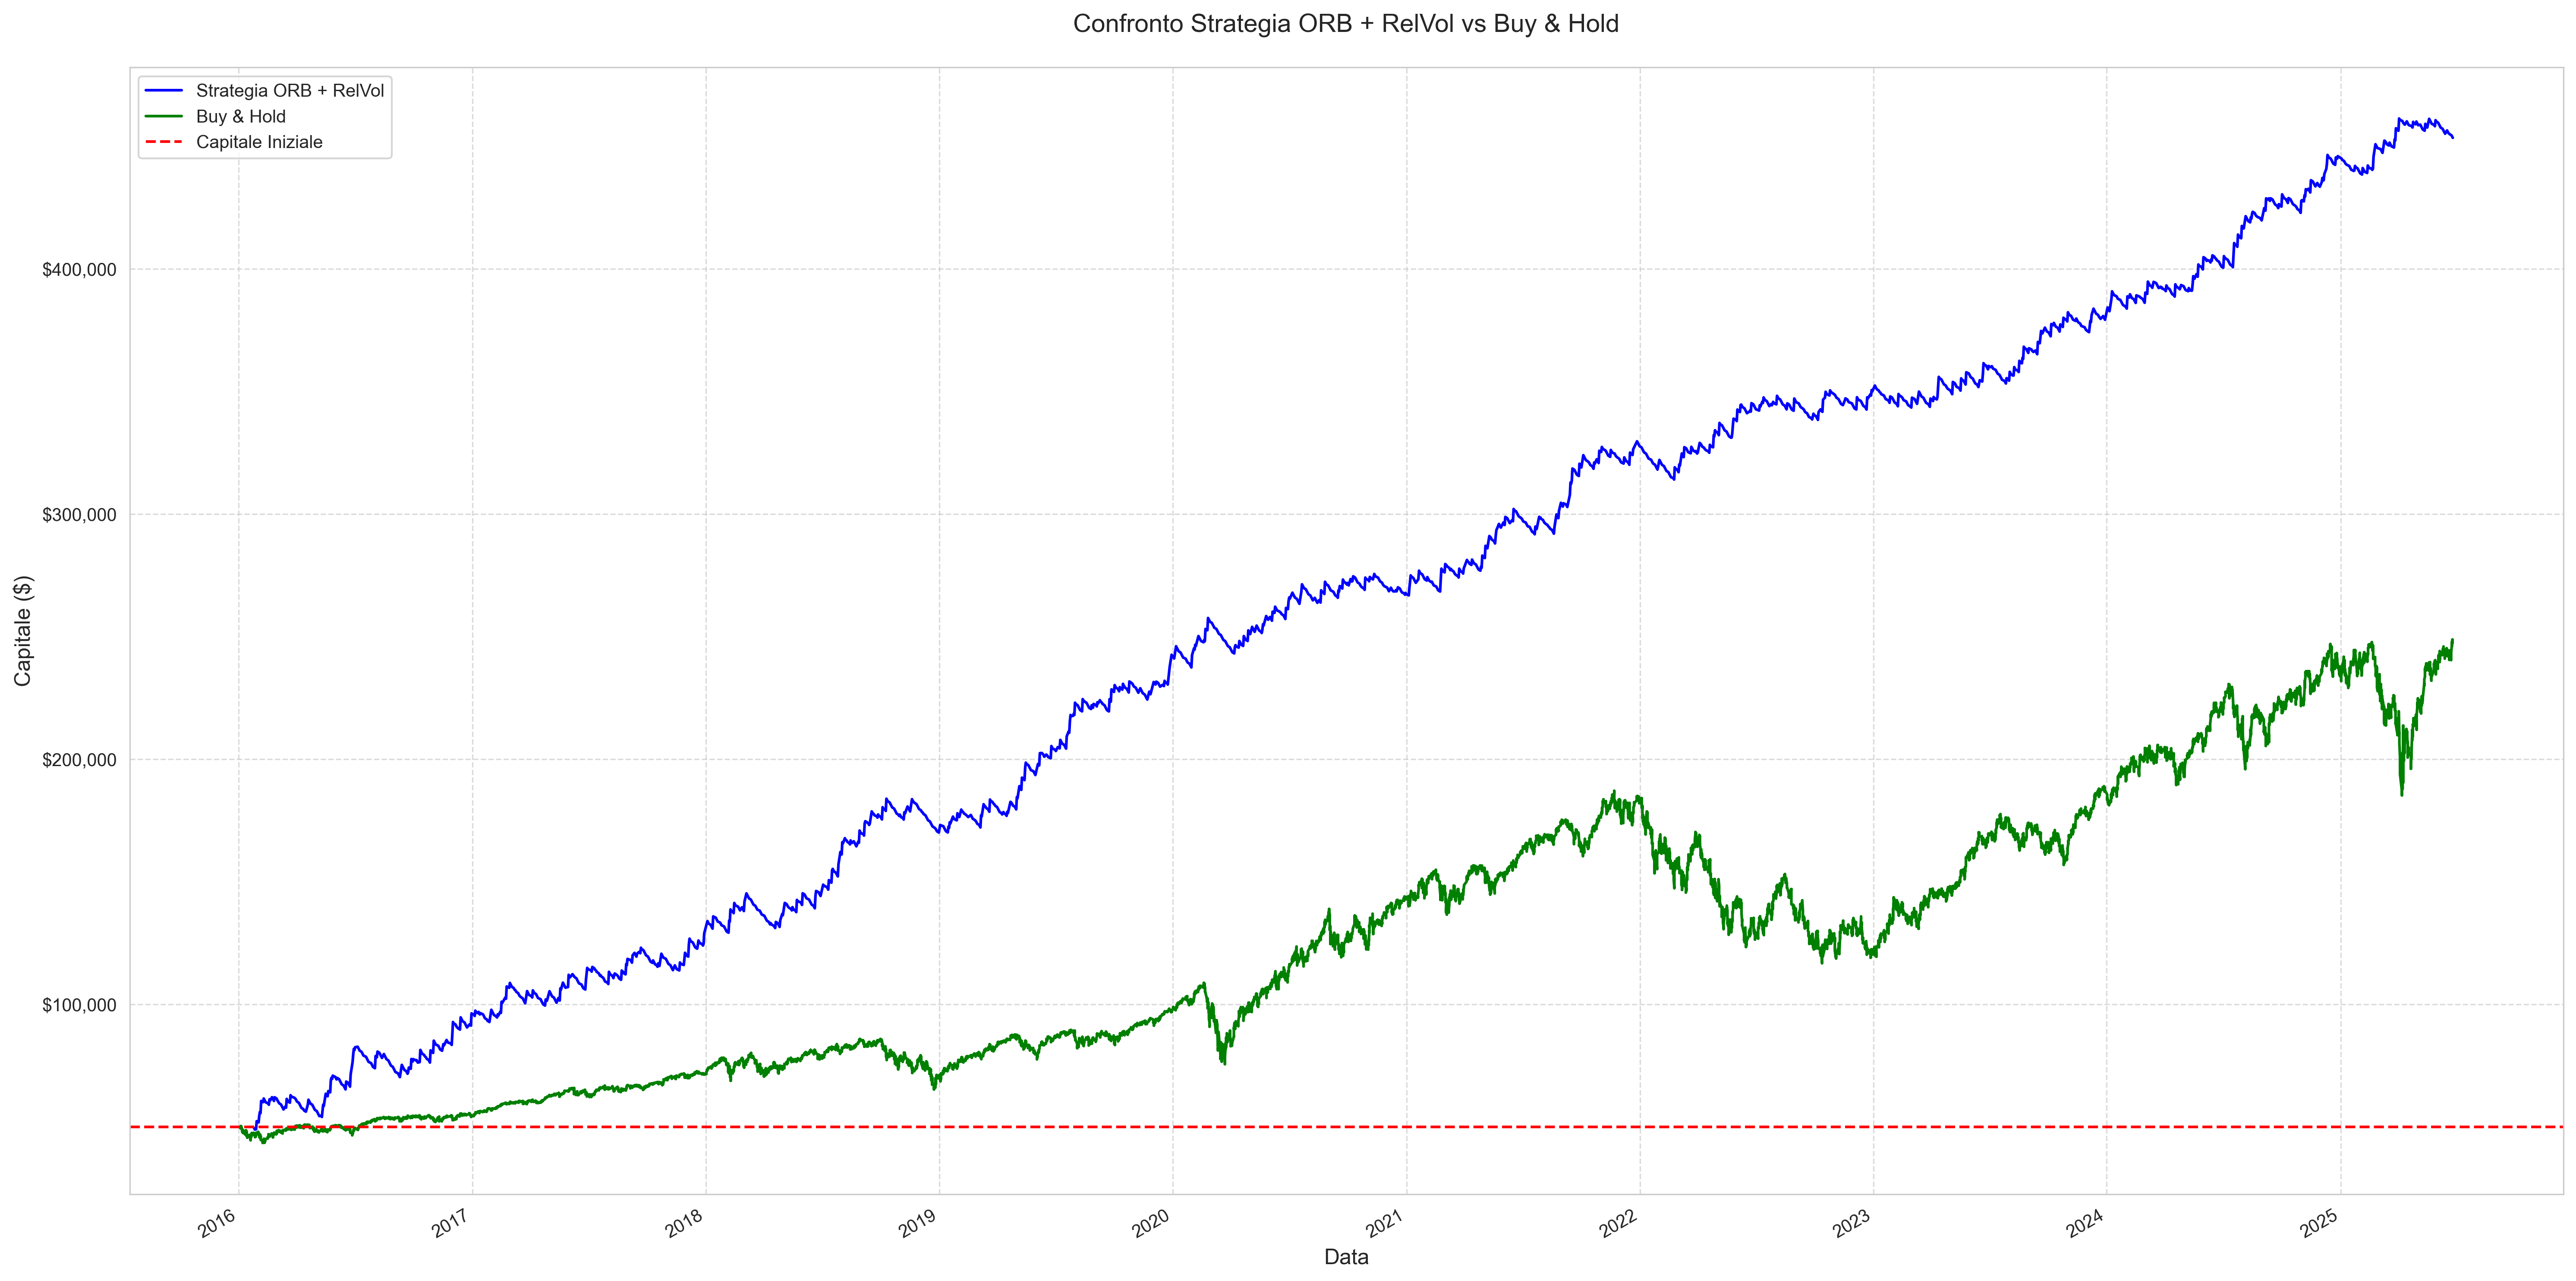 Confronto Strategia ORB + RelVol vs Buy & Hold
Strategia ORB + RelVol
Buy & Hold
Capitale Iniziale
$400,000
$300,000
$200,000
$100,000
Capitale ($)
2016
2017
2018
2019
2020
2021
2022
2023
2024
2025
Data